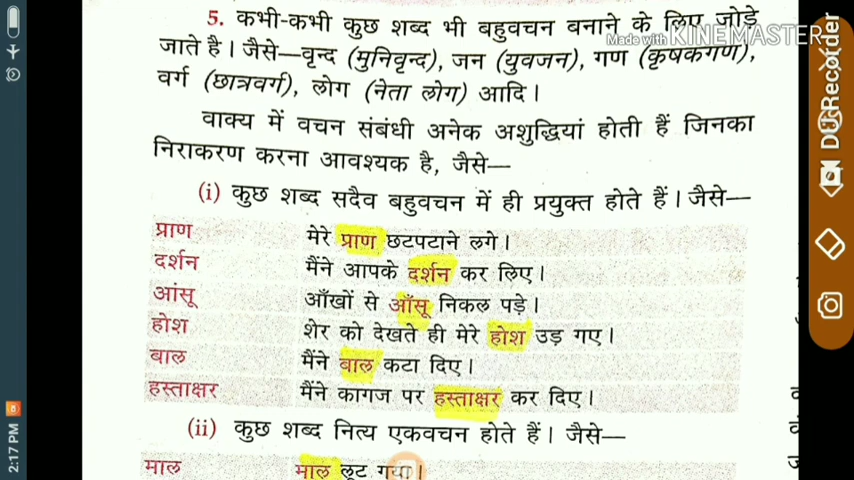 5. कभी-कभी कुछ शब्द भी बहुवचन बनाने के लिए जोड़े
Made with KINEMASTER
जाते है। जैसे—वृन्द (मुनिवृन्द), जन (युवजन), गण (कृषकगण),
वर्ग (छात्रवर्ग), लोग (नेता लोग) आदि।
वाक्य में वचन संबंधी अनेक अशुद्धियां होती हैं जिनका
निराकरण करना आवश्यक है, जैसे—
(i) कुछ शब्द सदैव बहुवचन में ही प्रयुक्त होते हैं। जैसे—
प्राण मेरे प्राण छटपटाने लगे।
दर्शन मैंने आपके दर्शन कर लिए।
आंसू आँखों से आँसू निकल पड़े।
होश शेर को देखते ही मेरे होश उड़ गए।
बाल मैंने बाल कटा दिए।
हस्ताक्षर मैंने कागज पर हस्ताक्षर कर दिए।
(ii) कुछ शब्द नित्य एकवचन होते हैं। जैसे—
माल माल लूट गया।
2:17 PM
DU Recorder